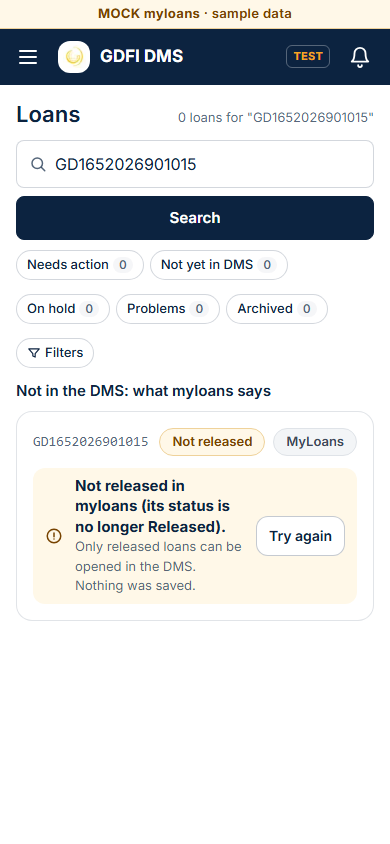 MOCK myloans · sample data
GDFI DMS
TEST
Loans
0 loans for "GD1652026901015"
GD1652026901015
Search
Needs action 0
Not yet in DMS 0
On hold 0
Problems 0
Archived 0
Filters
Not in the DMS: what myloans says
GD1652026901015
Not released
MyLoans
Not released in
myloans (its status is
no longer Released).
Only released loans can be
opened in the DMS.
Nothing was saved.
Try again